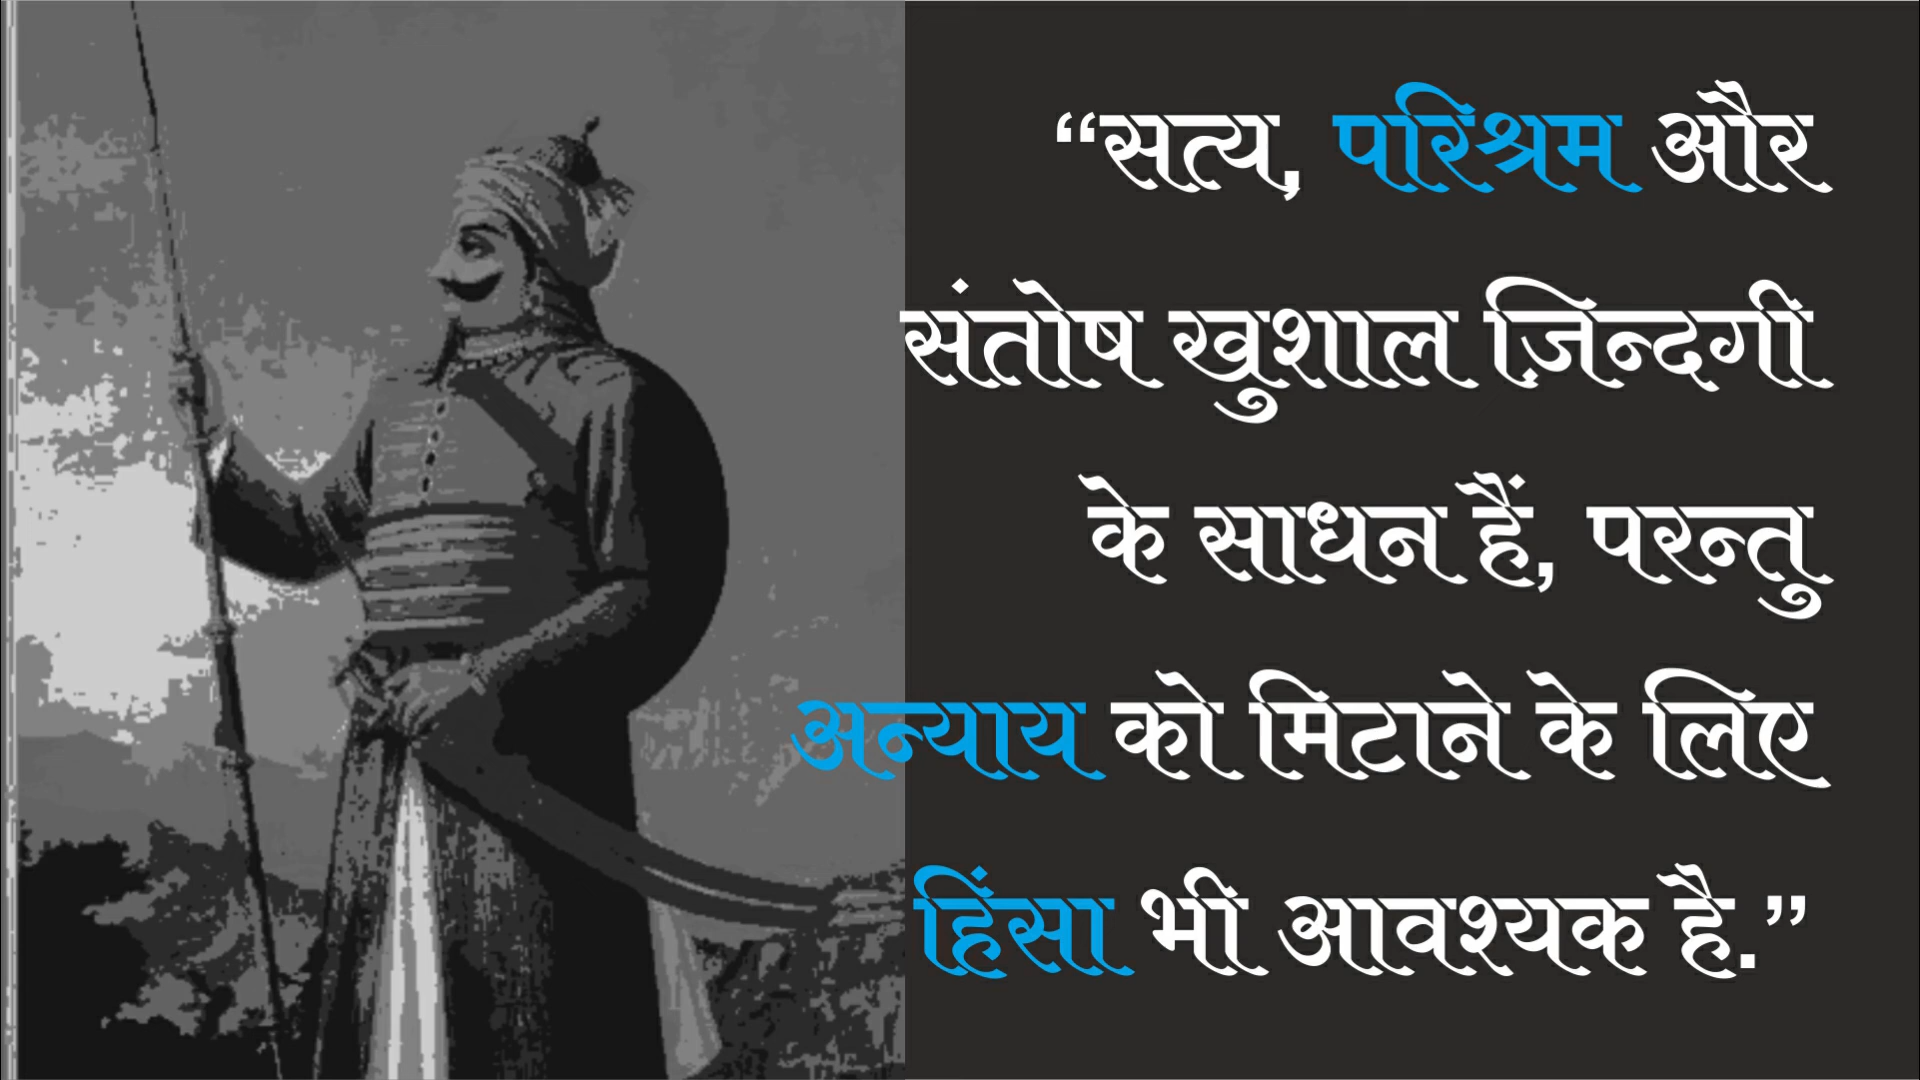 “सत्य, परिश्रम और
संतोष खुशाल ज़िन्दगी
के साधन हैं, परन्तु
अन्याय को मिटाने के लिए
हिंसा भी आवश्यक है.”